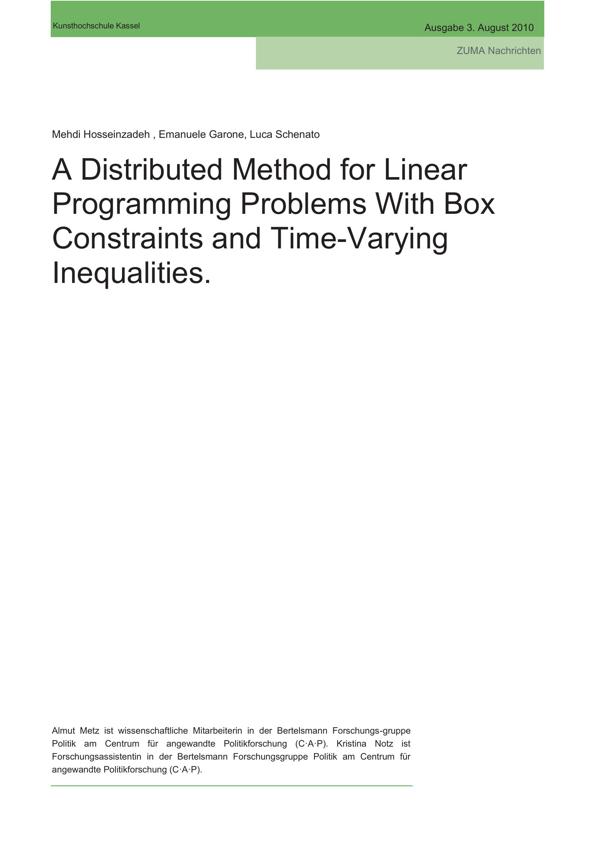 Kunsthochschule Kassel
Ausgabe 3. August 2010
ZUMA Nachrichten
Mehdi Hosseinzadeh , Emanuele Garone, Luca Schenato
A Distributed Method for Linear
Programming Problems With Box
Constraints and Time-Varying
Inequalities.
Almut Metz ist wissenschaftliche Mitarbeiterin in der Bertelsmann Forschungs-gruppe
Politik am Centrum für angewandte Politikforschung (C·A·P). Kristina Notz ist
Forschungsassistentin in der Bertelsmann Forschungsgruppe Politik am Centrum für
angewandte Politikforschung (C·A·P).